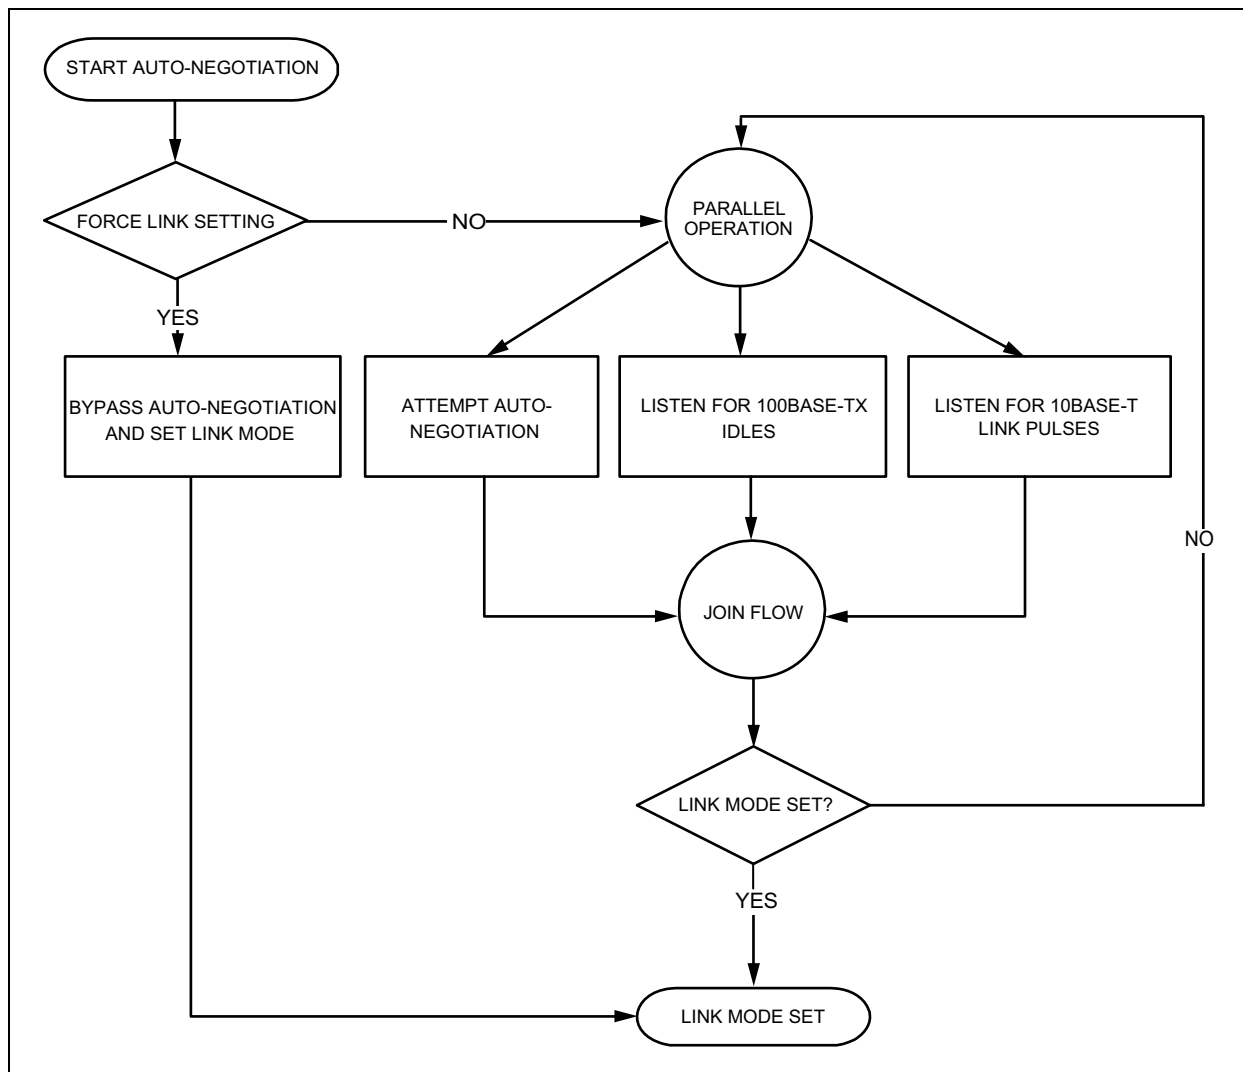 START AUTO-NEGOTIATION
FORCE LINK SETTING
NO
PARALLEL
OPERATION
YES
BYPASS AUTO-NEGOTIATION
AND SET LINK MODE
ATTEMPT AUTO-
NEGOTIATION
LISTEN FOR 100BASE-TX
IDLES
LISTEN FOR 10BASE-T
LINK PULSES
NO
JOIN FLOW
LINK MODE SET?
YES
LINK MODE SET